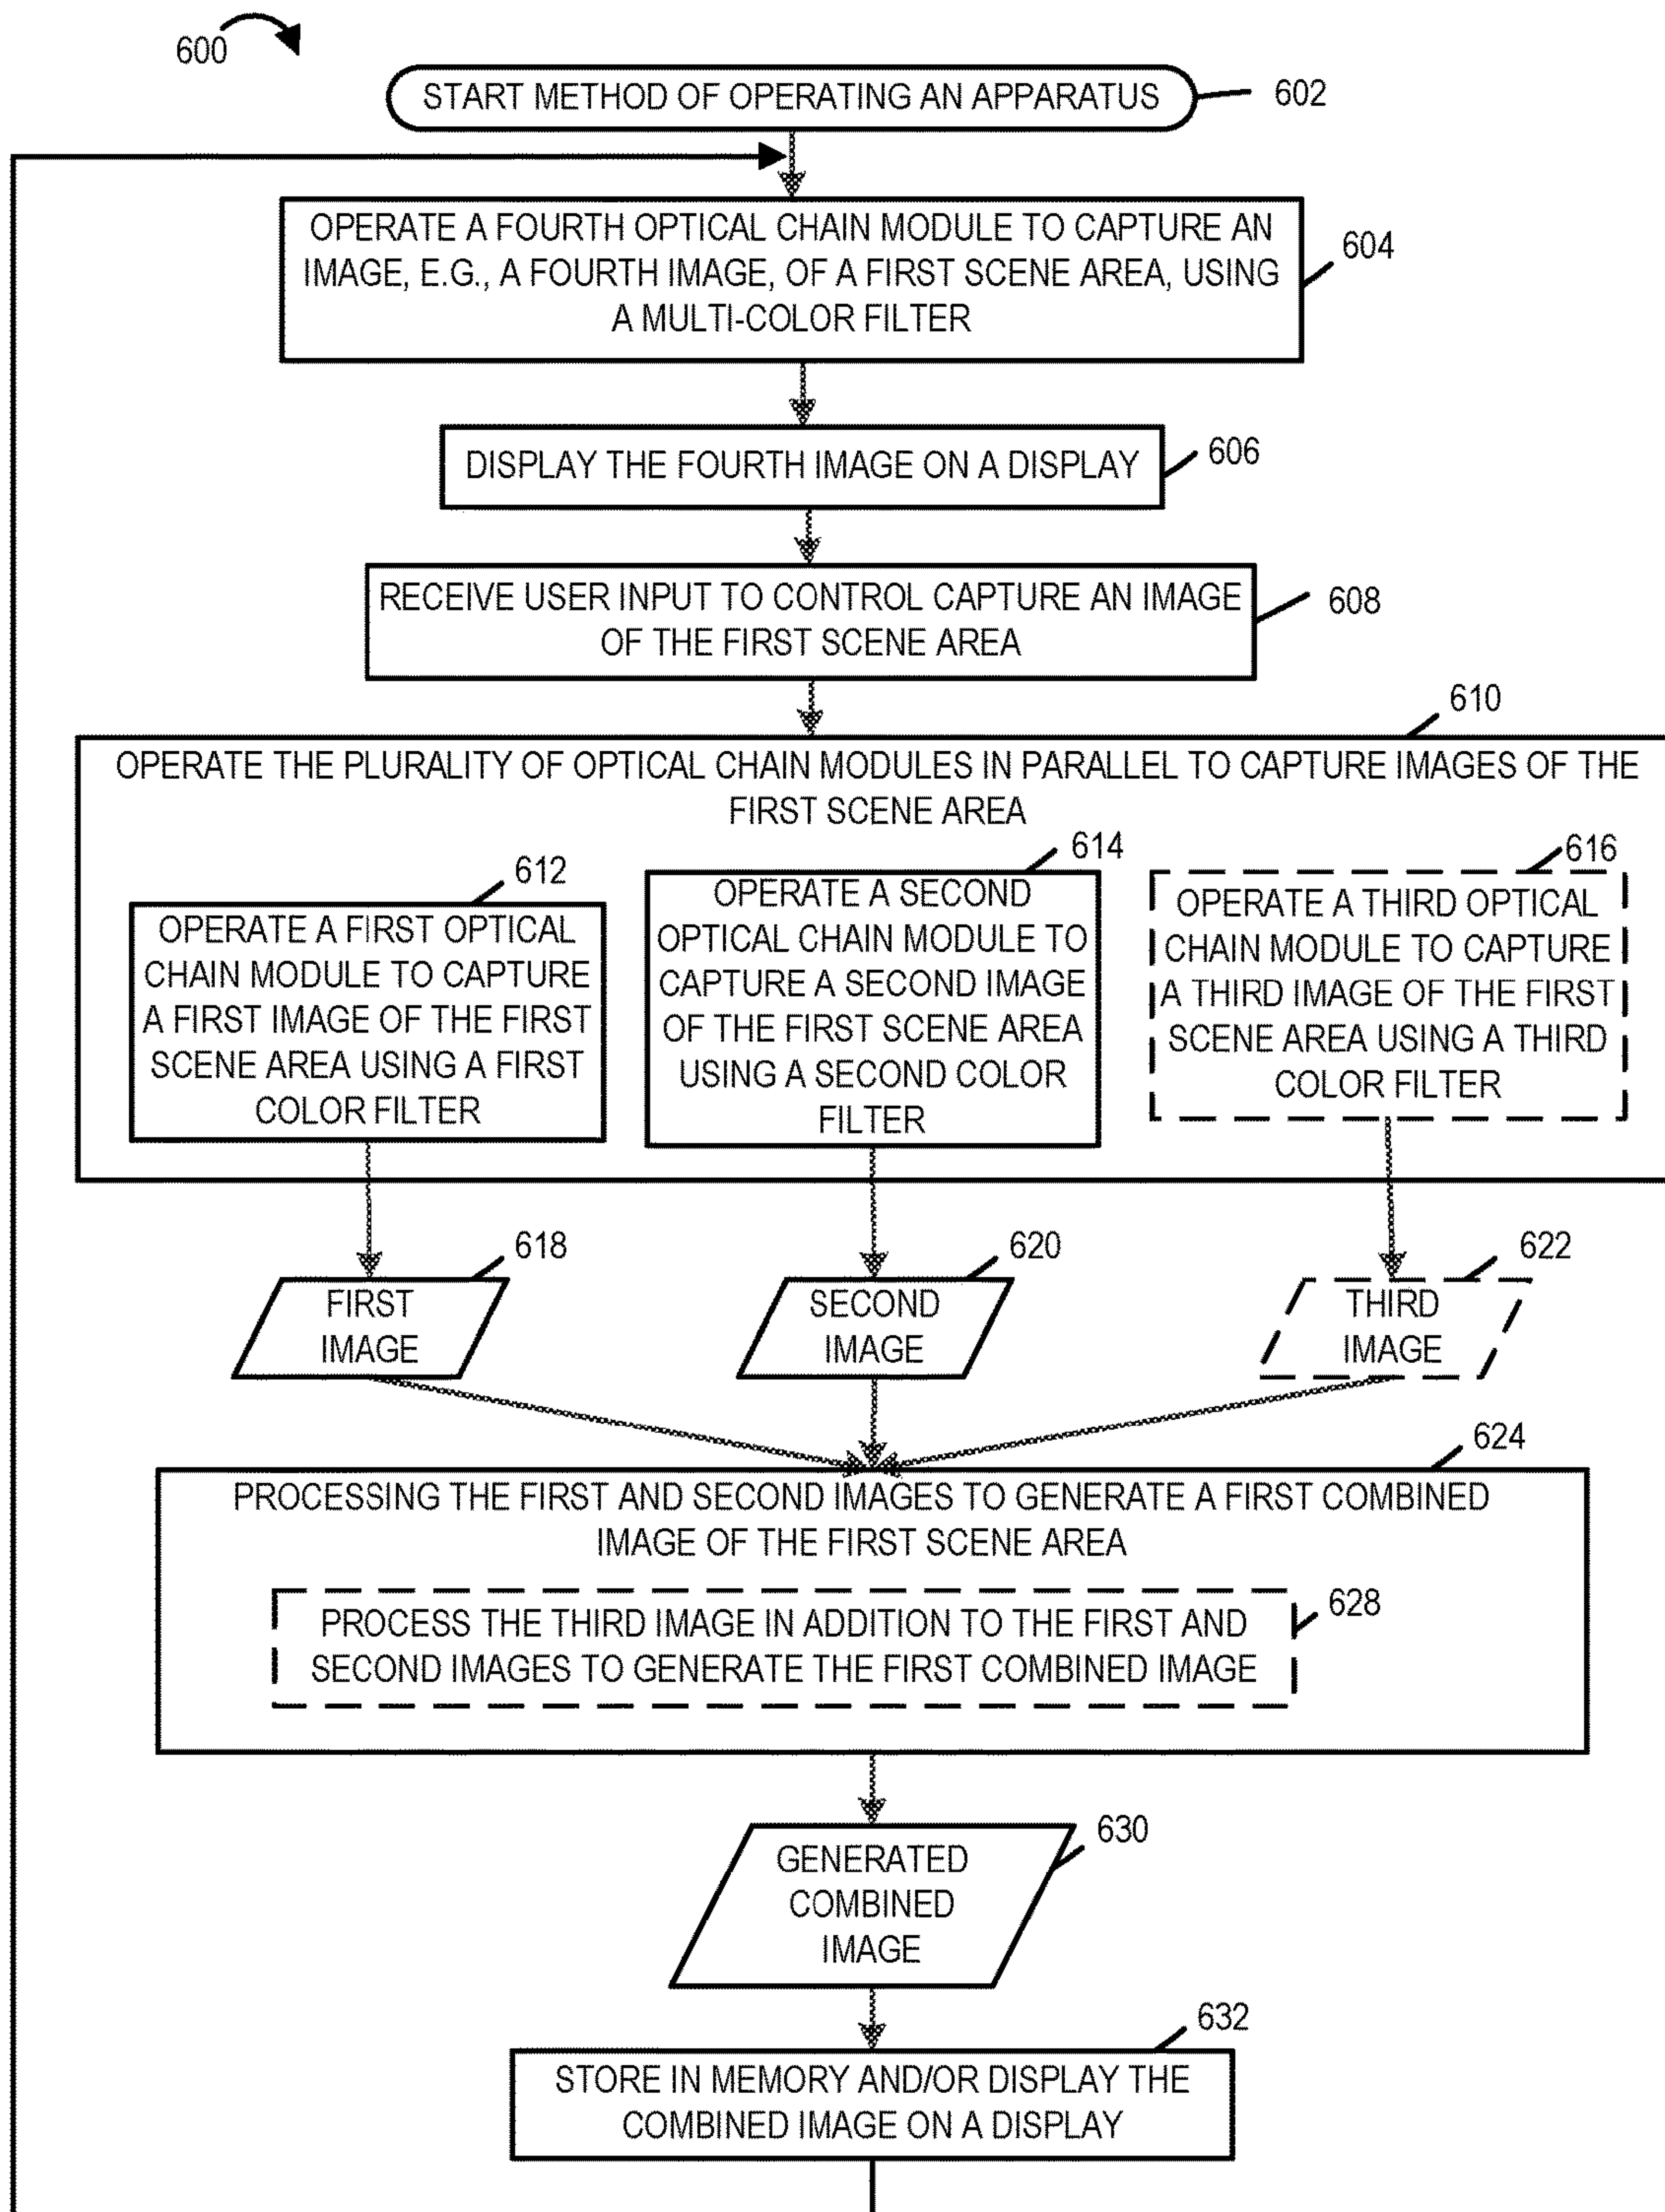 600
START METHOD OF OPERATING AN APPARATUS
602
OPERATE A FOURTH OPTICAL CHAIN MODULE TO CAPTURE AN
IMAGE, E.G., A FOURTH IMAGE, OF A FIRST SCENE AREA, USING
A MULTI-COLOR FILTER
604
DISPLAY THE FOURTH IMAGE ON A DISPLAY
606
RECEIVE USER INPUT TO CONTROL CAPTURE AN IMAGE
OF THE FIRST SCENE AREA
608
610
OPERATE THE PLURALITY OF OPTICAL CHAIN MODULES IN PARALLEL TO CAPTURE IMAGES OF THE
FIRST SCENE AREA
612
OPERATE A FIRST OPTICAL
CHAIN MODULE TO CAPTURE
A FIRST IMAGE OF THE FIRST
SCENE AREA USING A FIRST
COLOR FILTER
614
OPERATE A SECOND
OPTICAL CHAIN MODULE TO
CAPTURE A SECOND IMAGE
OF THE FIRST SCENE AREA
USING A SECOND COLOR
FILTER
616
OPERATE A THIRD OPTICAL
CHAIN MODULE TO CAPTURE
A THIRD IMAGE OF THE FIRST
SCENE AREA USING A THIRD
COLOR FILTER
618
FIRST
IMAGE
620
SECOND
IMAGE
622
THIRD
IMAGE
624
PROCESSING THE FIRST AND SECOND IMAGES TO GENERATE A FIRST COMBINED
IMAGE OF THE FIRST SCENE AREA
628
PROCESS THE THIRD IMAGE IN ADDITION TO THE FIRST AND
SECOND IMAGES TO GENERATE THE FIRST COMBINED IMAGE
630
GENERATED
COMBINED
IMAGE
632
STORE IN MEMORY AND/OR DISPLAY THE
COMBINED IMAGE ON A DISPLAY